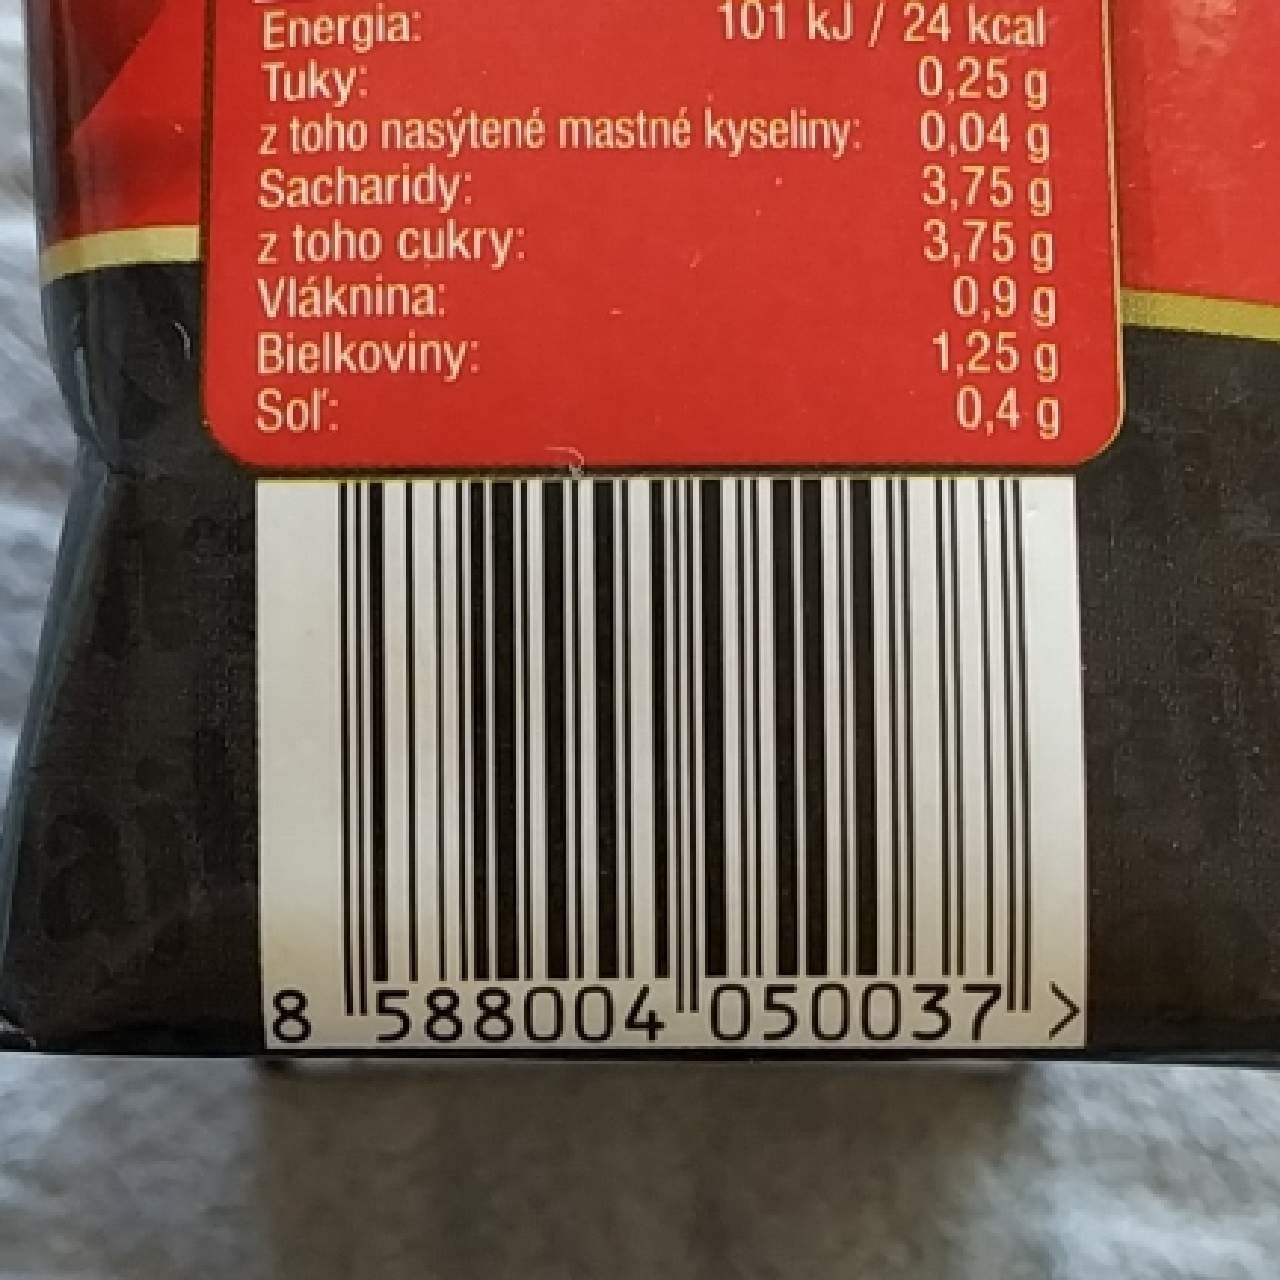 Energia: 101 kJ / 24 kcal
Tuky: 0,25 g
z toho nasýtené mastné kyseliny: 0,04 g
Sacharidy: 3,75 g
z toho cukry: 3,75 g
Vláknina: 0,9 g
Bielkoviny: 1,25 g
Soľ: 0,4 g
8 588004 050037 >